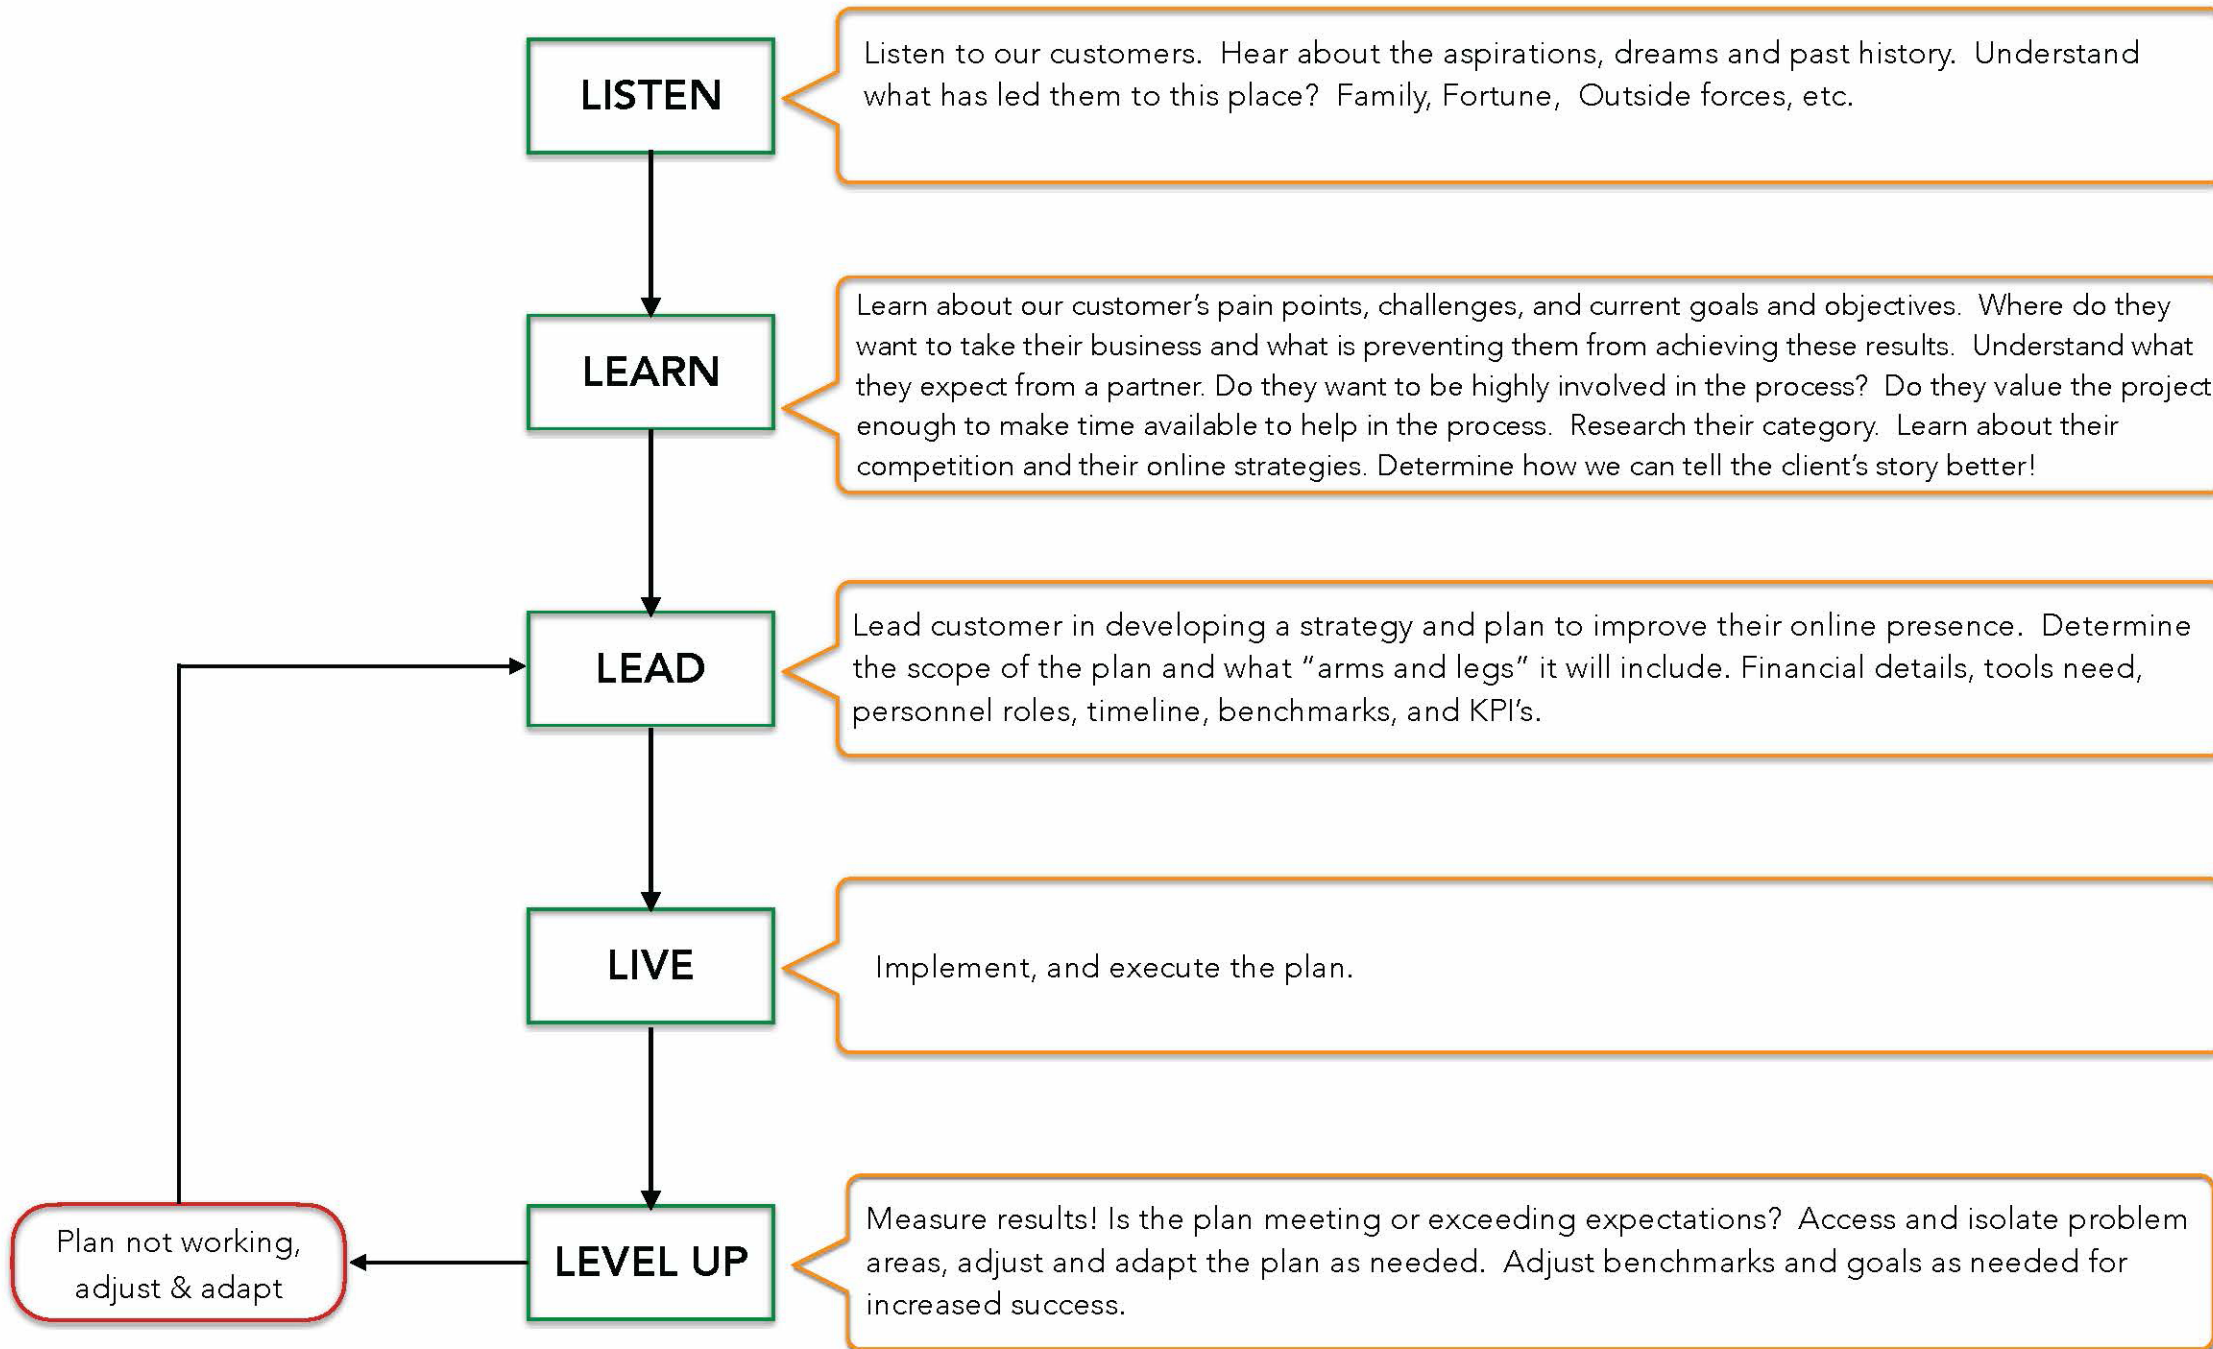 LISTEN
Listen to our customers.  Hear about the aspirations, dreams and past history.  Understand
what has led them to this place?  Family, Fortune,  Outside forces, etc.
LEARN
Learn about our customer’s pain points, challenges, and current goals and objectives.  Where do they
want to take their business and what is preventing them from achieving these results.  Understand what
they expect from a partner. Do they want to be highly involved in the process?  Do they value the project
enough to make time available to help in the process.  Research their category.  Learn about their
competition and their online strategies. Determine how we can tell the client’s story better!
LEAD
Lead customer in developing a strategy and plan to improve their online presence.  Determine
the scope of the plan and what “arms and legs” it will include. Financial details, tools need,
personnel roles, timeline, benchmarks, and KPI’s.
LIVE
Implement, and execute the plan.
LEVEL UP
Measure results! Is the plan meeting or exceeding expectations?  Access and isolate problem
areas, adjust and adapt the plan as needed.  Adjust benchmarks and goals as needed for
increased success.
Plan not working,
adjust & adapt